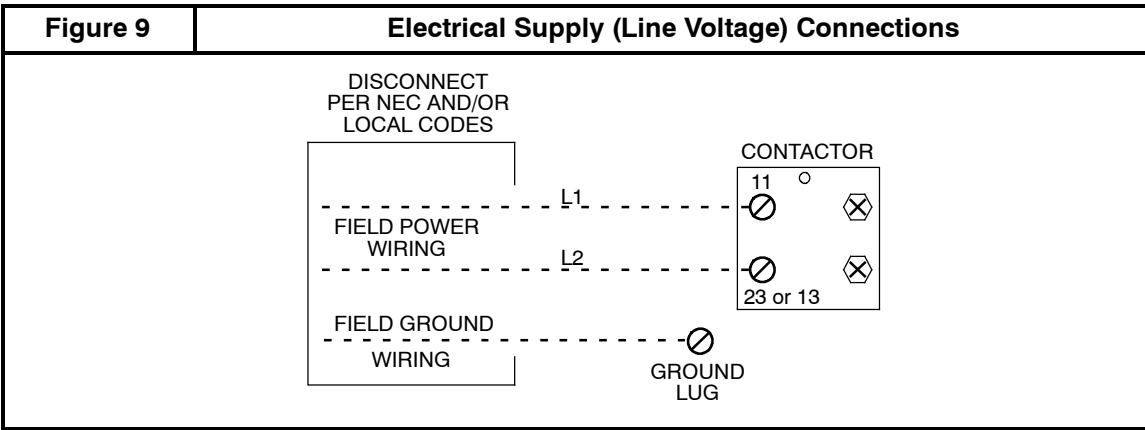 Figure 9
Electrical Supply (Line Voltage) Connections
DISCONNECT
PER NEC AND/OR
LOCAL CODES
CONTACTOR
11
L1
FIELD POWER
WIRING
L2
23 or 13
FIELD GROUND
WIRING
GROUND
LUG